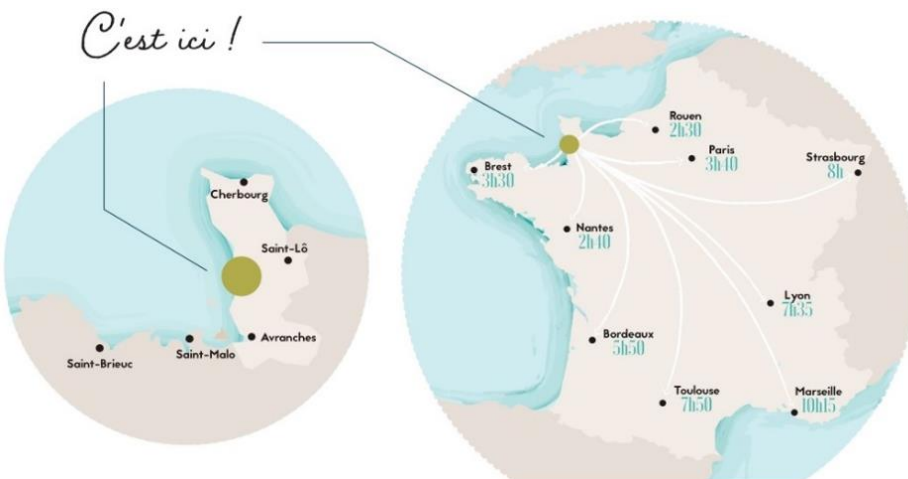 C'est ici !
Cherbourg
Saint-Lô
Avranches
Saint-Malo
Saint-Brieuc
Rouen
2h30
Paris
3h40
Strasbourg
8h
Brest
3h30
Nantes
2h40
Lyon
7h35
Bordeaux
5h50
Toulouse
7h50
Marseille
10h15